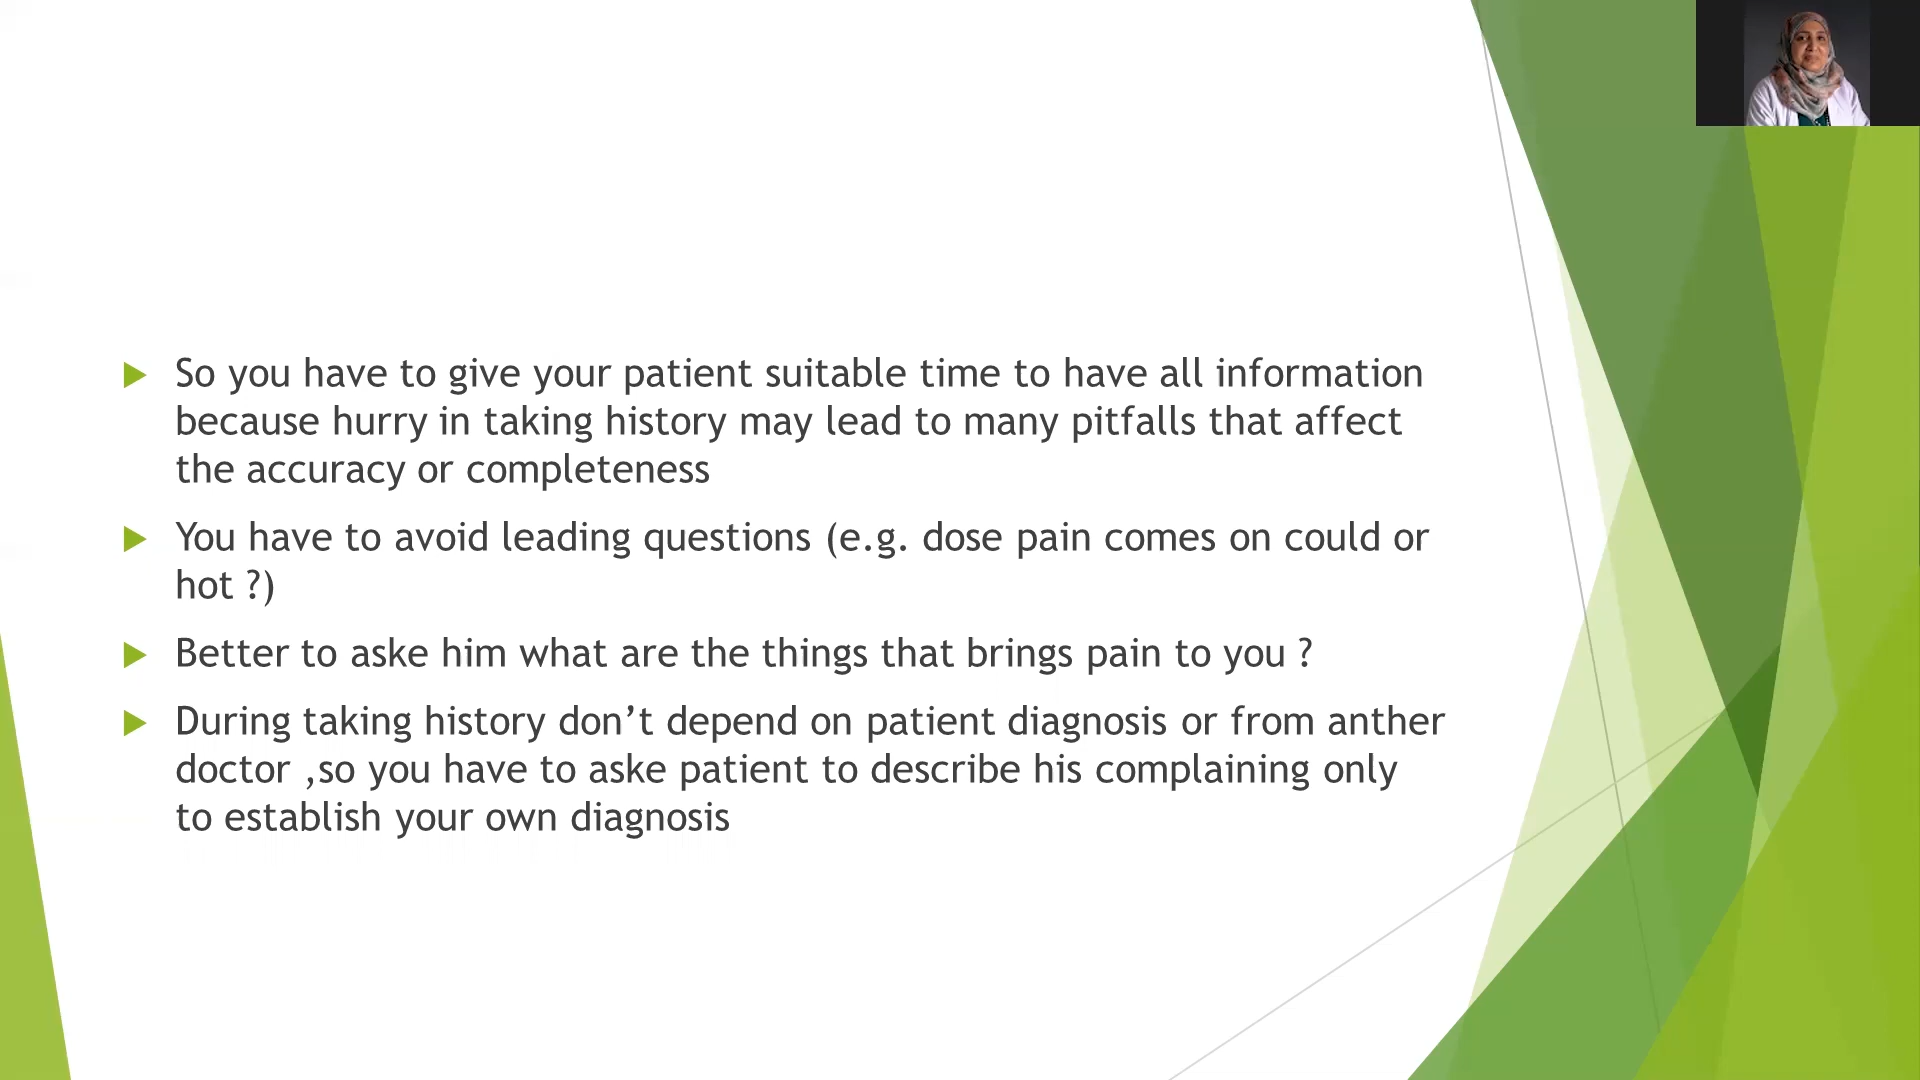 So you have to give your patient suitable time to have all information
because hurry in taking history may lead to many pitfalls that affect
the accuracy or completeness
You have to avoid leading questions (e.g. dose pain comes on could or
hot ?)
Better to aske him what are the things that brings pain to you ?
During taking history don’t depend on patient diagnosis or from anther
doctor ,so you have to aske patient to describe his complaining only
to establish your own diagnosis